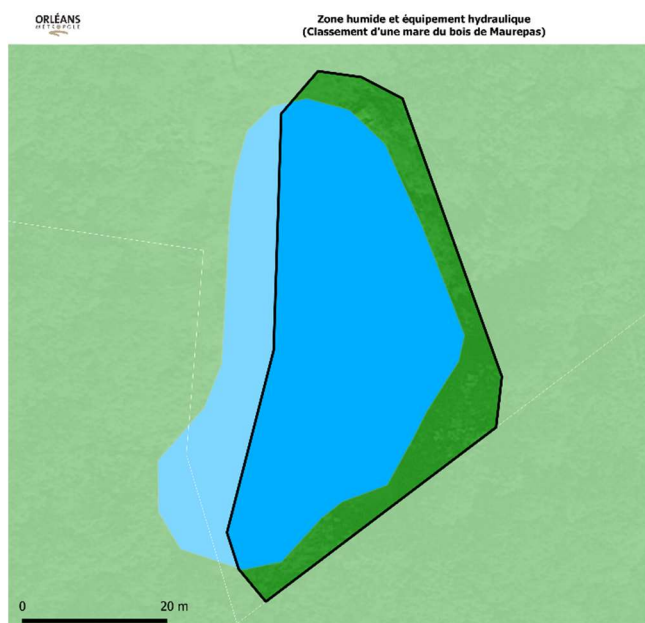 ORLÉANS
MÉTROPOLE
Zone humide et équipement hydraulique
(Classement d'une mare du bois de Maurepas)
0 20 m